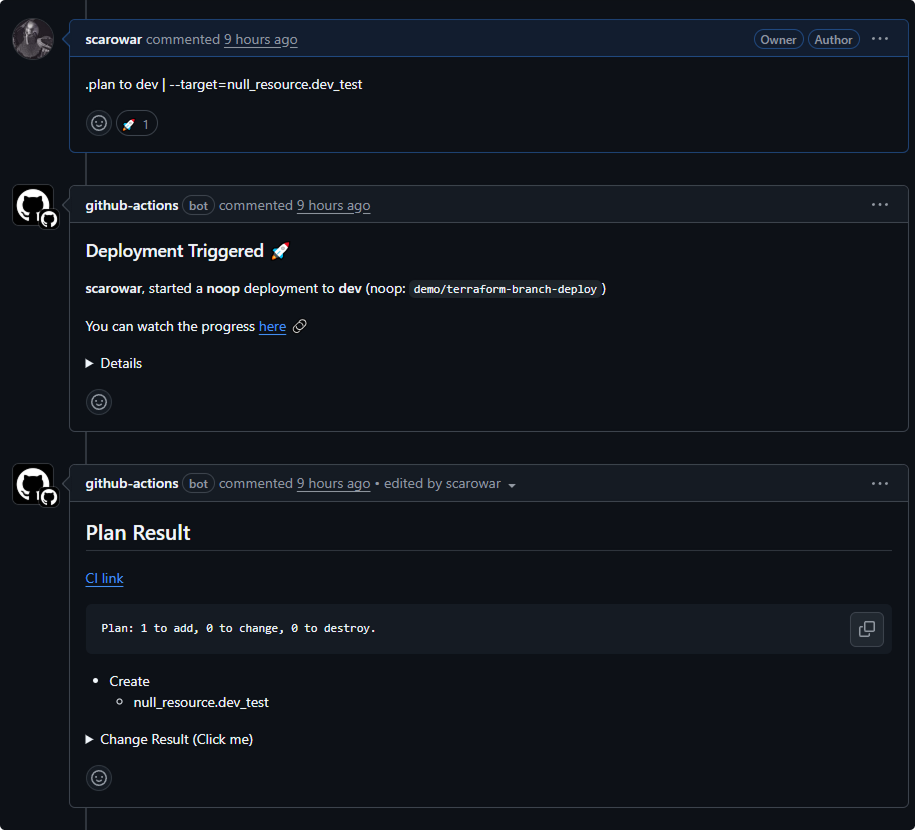 scarowar commented 9 hours ago Owner Author
.plan to dev | --target=null_resource.dev_test
1
github-actions bot commented 9 hours ago
Deployment Triggered 🚀
scarowar, started a noop deployment to dev (noop: demo/terraform-branch-deploy)
You can watch the progress here 🔗
Details
github-actions bot commented 9 hours ago • edited by scarowar
Plan Result
CI link
Plan: 1 to add, 0 to change, 0 to destroy.
Create
null_resource.dev_test
Change Result (Click me)